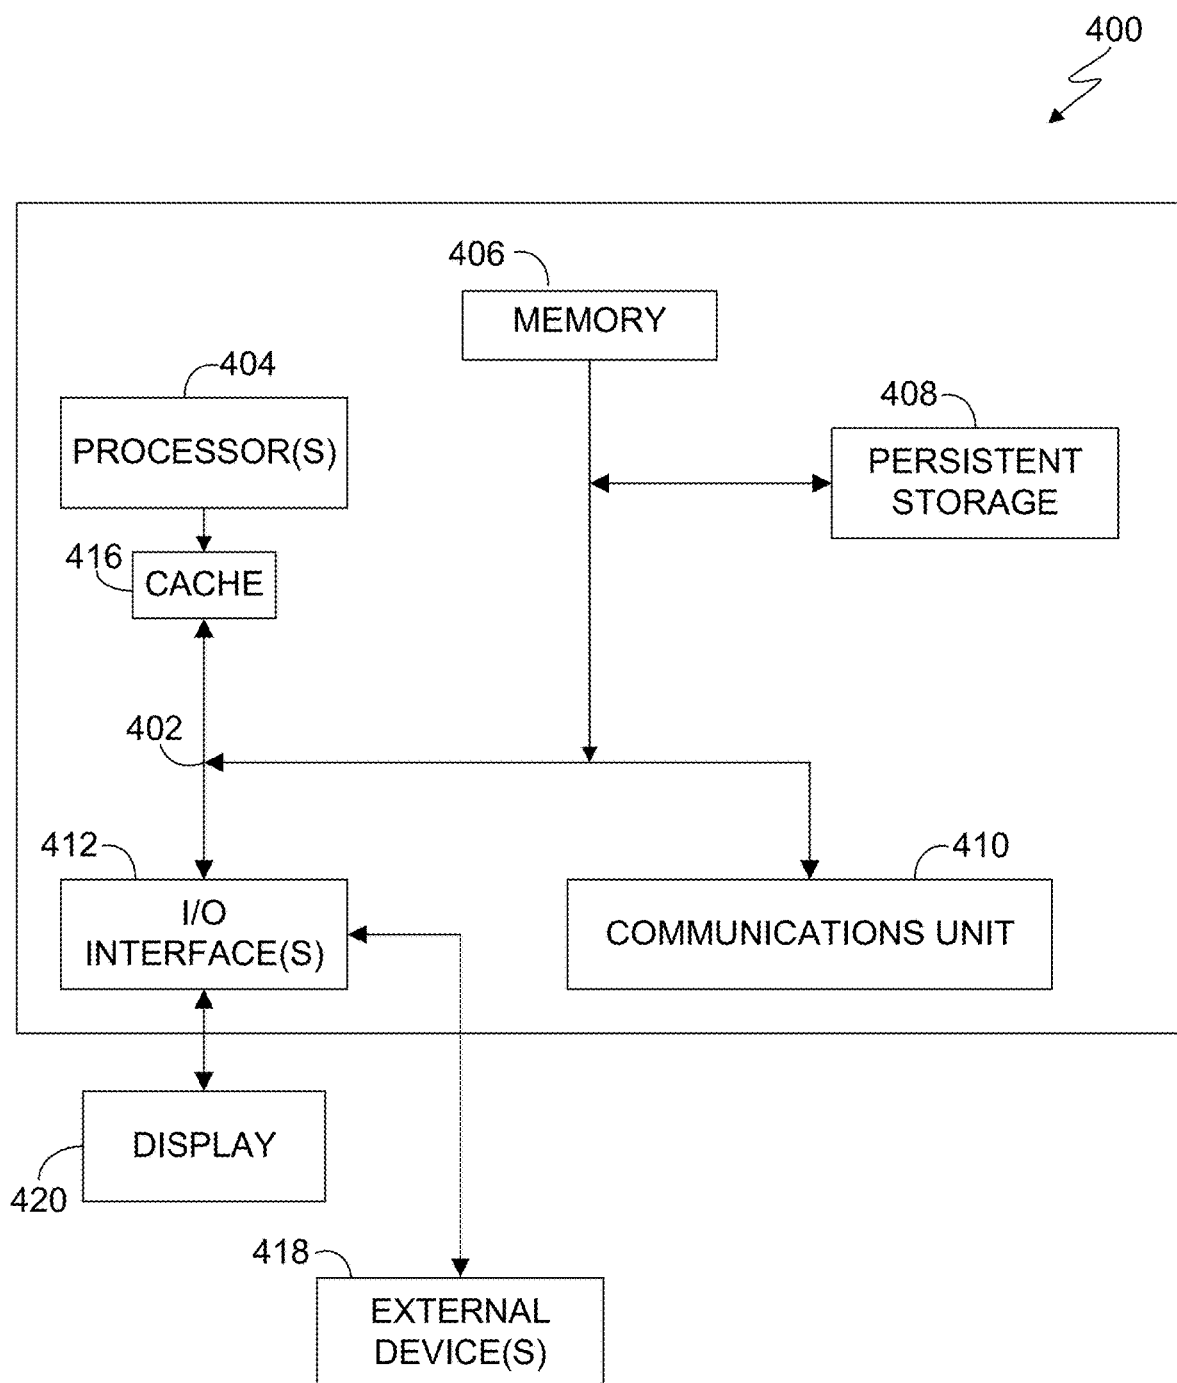 400
406
MEMORY
404
PROCESSOR(S)
408
PERSISTENT
STORAGE
416
CACHE
402
412
I/O
INTERFACE(S)
410
COMMUNICATIONS UNIT
DISPLAY
420
418
EXTERNAL
DEVICE(S)